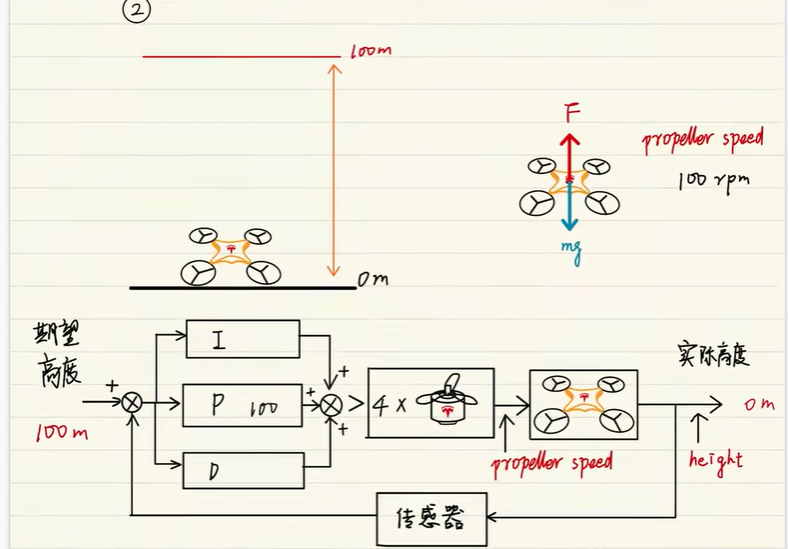 ②
100m
F
propeller speed
100 rpm
mg
0m
期望
高度
+
100m
I
P 100
D
+
+
+
>
4 ×
propeller speed
实际高度
0m
height
传感器